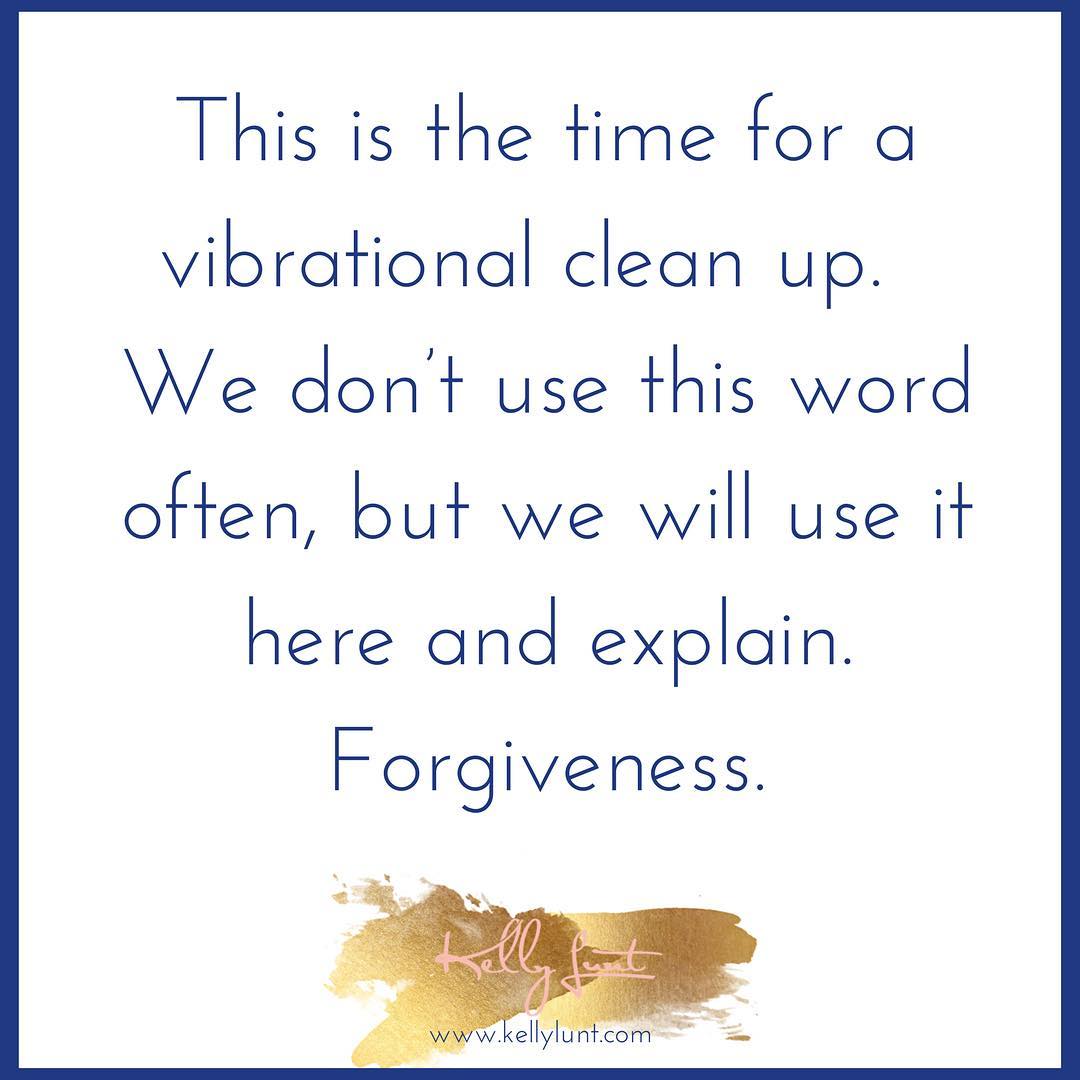 This is the time for a
vibrational clean up.
We don't use this word
often, but we will use it
here and explain.
Forgiveness.
Kelly Lunt
www.kellylunt.com